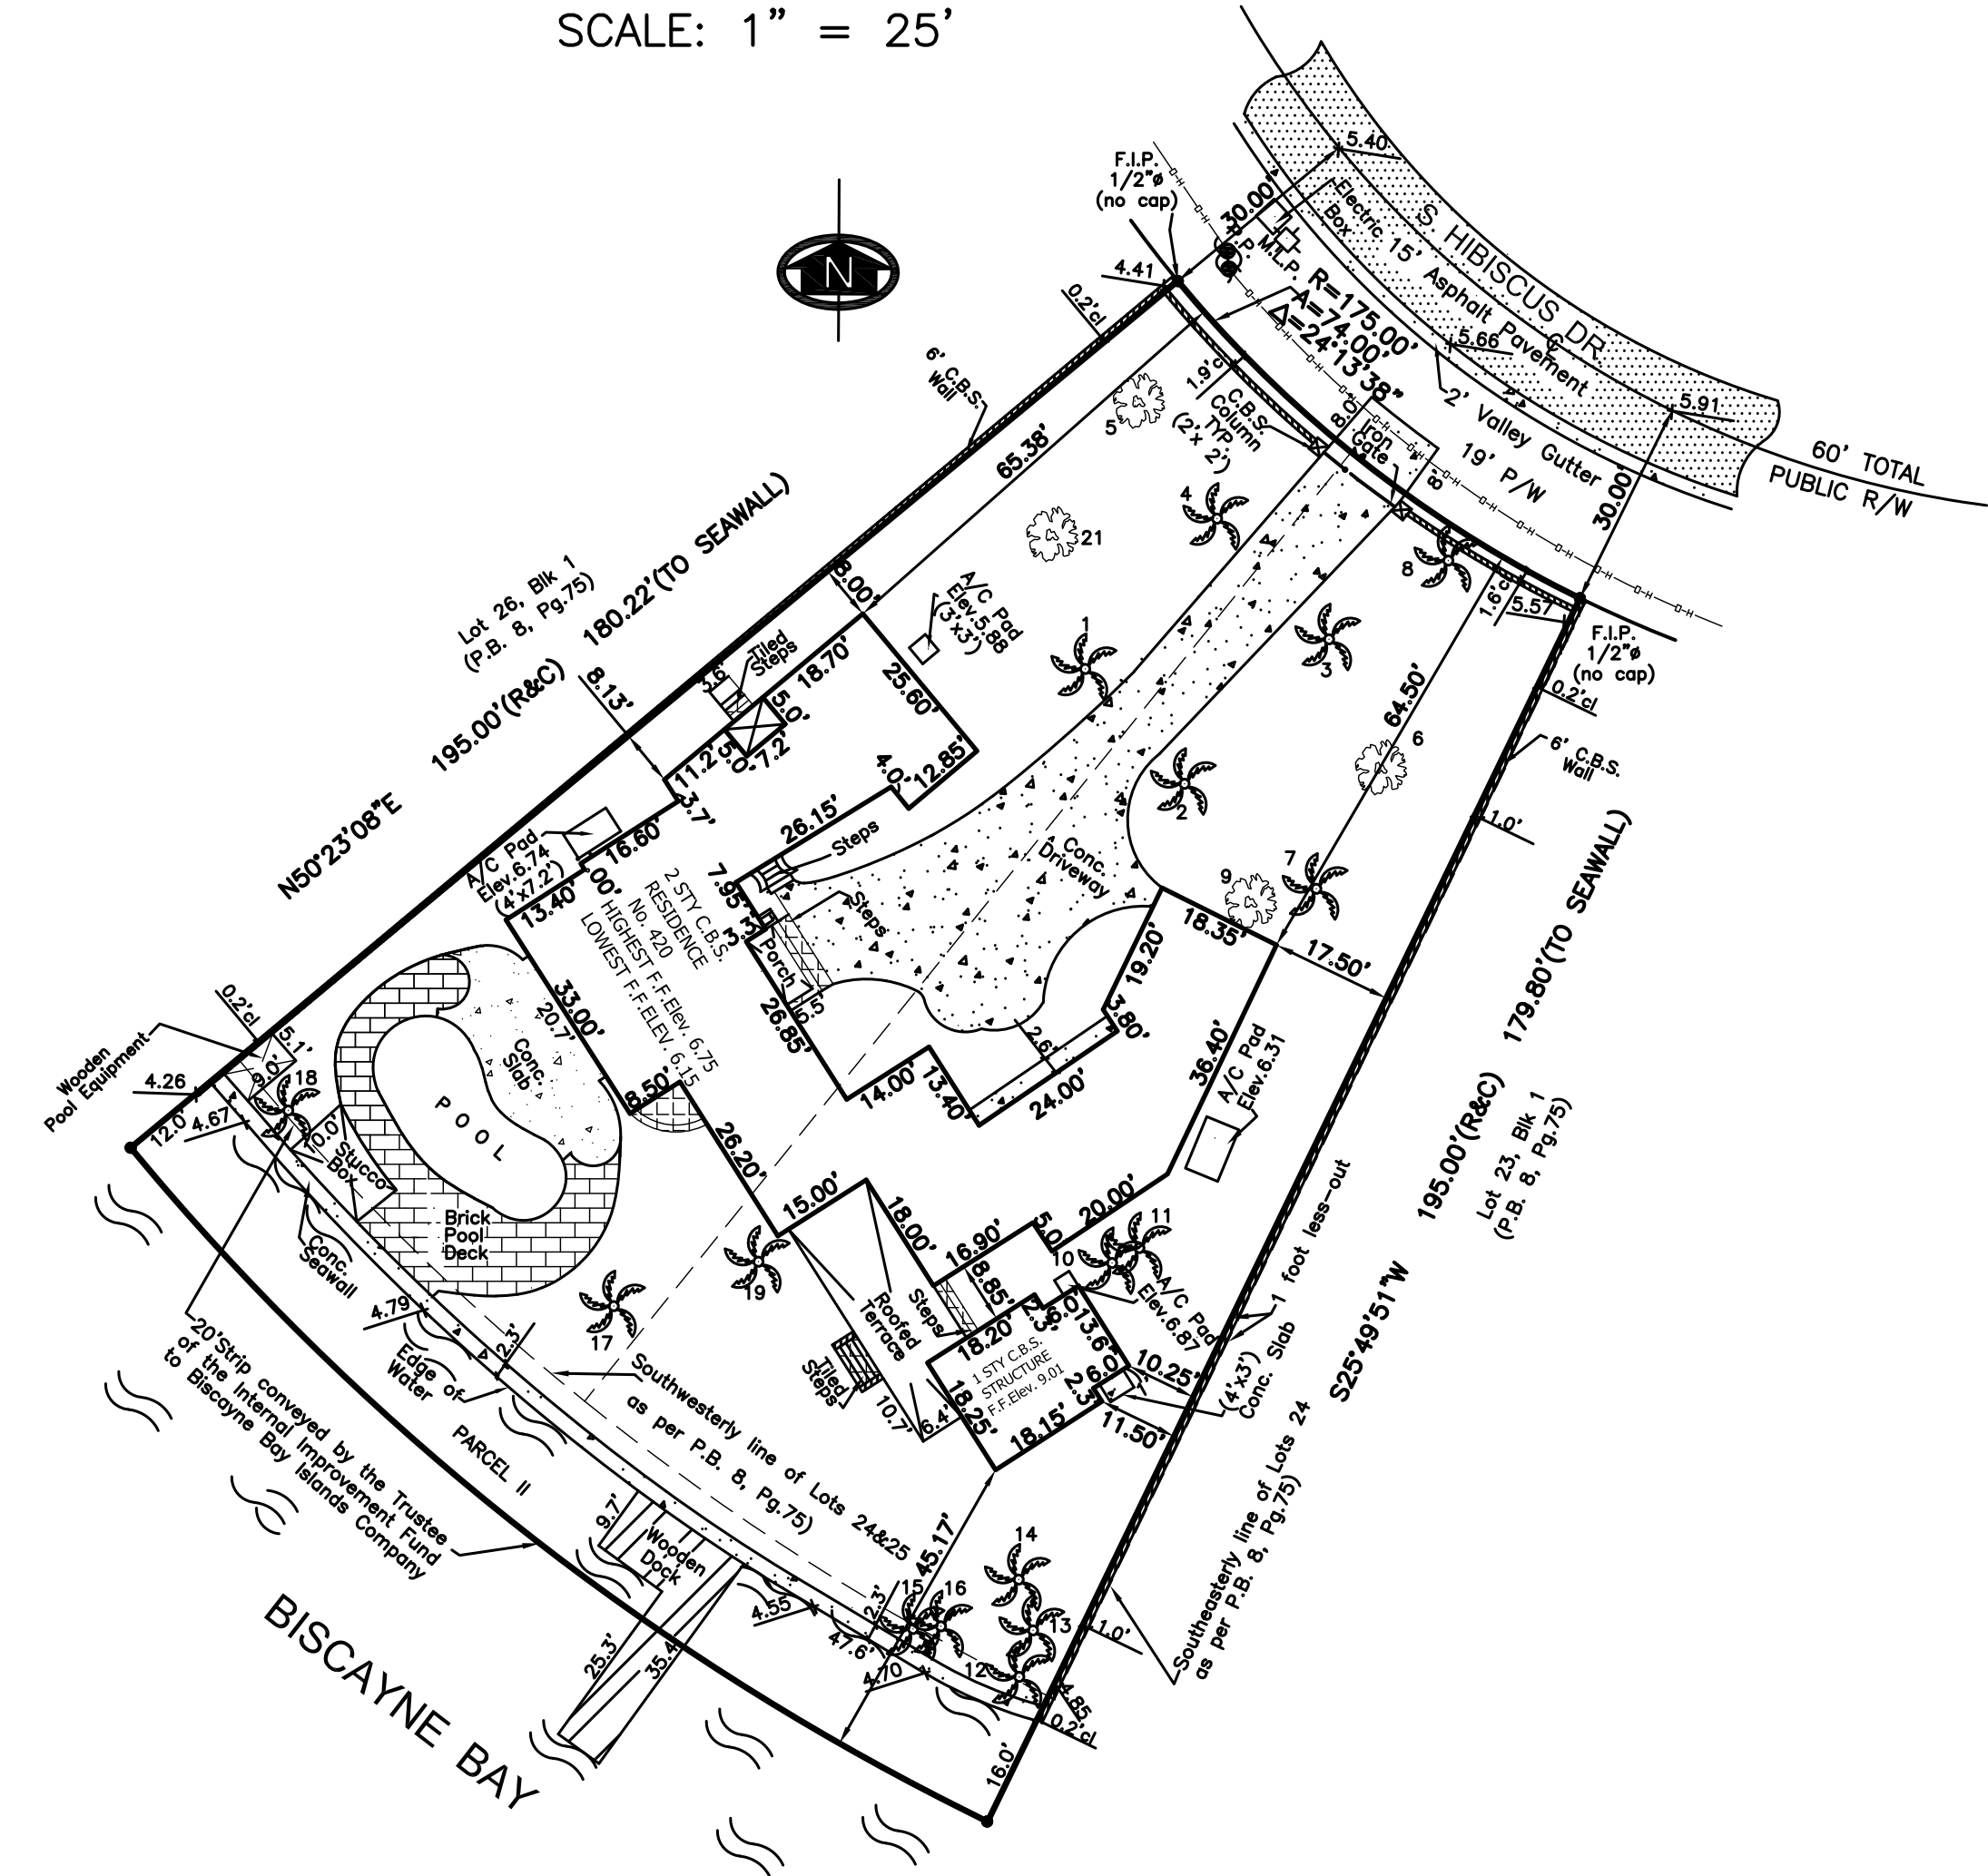 SCALE: 1" = 25'
N
F.I.P.
1/2"ø
(no cap)
5.40
30.00'
Electric
Box
P.P.
M.L.P.
S. HIBISCUS DR
15' Asphalt Pavement
R=175.00'
A=74.00'
Δ=24°13'38"
5.66
5.91
2' Valley Gutter
19' P/W
60' TOTAL
PUBLIC R/W
30.00'
4.41
0.2'cl
6' C.B.S.
Wall
1.9'c
C.B.S.
Column
TYP.
(2'x 2')
8.0'
Iron
Gate
5
65.38'
4
21
8
1.6'c
5.57
F.I.P.
1/2"ø
(no cap)
0.2'cl
6' C.B.S.
Wall
1.0'
Lot 26, Blk 1
(P.B. 8, Pg.75)
180.22'(TO SEAWALL)
195.00'(R&C)
N50°23'08"E
8.00'
8.13'
A/C Pad
Elev.5.88
(3'x3')
1
3
64.50'
6
2
Tiled
Steps
3.6'
18.70'
5.0'
7.2'
5.0'
11.2'
3.7'
25.60'
12.85'
4.0'
26.15'
Steps
7.95'
3.3'
Porch
Steps
5.5
26.85'
Conc.
Driveway
A/C Pad
Elev.6.74
(4'x7.2')
16.60'
13.40'
2 STY C.B.S.
RESIDENCE
No. 420
HIGHEST F.F.Elev. 6.75
LOWEST F.F.ELEV. 6.15
33.00'
20.7'
8.50'
9
7
18.35'
17.50'
19.20'
3.80'
2.6'
24.00'
13.40'
14.00'
36.40'
A/C Pad
Elev.6.31
179.80'(TO SEAWALL)
195.00'(R&C)
S25°49'51"W
Lot 23, Blk 1
(P.B. 8, Pg.75)
Wooden
Pool Equipment
0.2'cl
5.1'
9.0'
18
4.26
12.0'
4.67
Stucco
Box
Conc.
Slab
POOL
Brick
Pool
Deck
Conc.
Seawall
26.20'
15.00'
18.00'
16.90'
5.0'
20.00'
11
10
8.85'
2.3'
6.0'
13.67'
A/C Pad
Elev.6.87
Steps
Roofed
Terrace
Tiled
Steps
10.7'
6.4'
18.20'
1 STY C.B.S.
STRUCTURE
F.F.Elev. 9.01
18.25'
18.15'
2.3'
6.0'
10.25'
11.50'
(4'x3')
Conc. Slab
1 foot less-out
19
17
4.79
2.3'
Edge of
Water
20'Strip conveyed by the Trustee
of the Internal Improvement Fund
to Biscayne Bay Islands Company
PARCEL II
Southwesterly line of Lots 24&25
as per P.B. 8, Pg.75)
Southeasterly line of Lots 24
as per P.B. 8, Pg.75)
9.7'
Wooden
Dock
25.3'
35.4'
4.55
45.17'
2.3'
15
16
14
13
12
47.6'
4.70
4.85
0.2'cl
1.0'
16.0'
BISCAYNE BAY